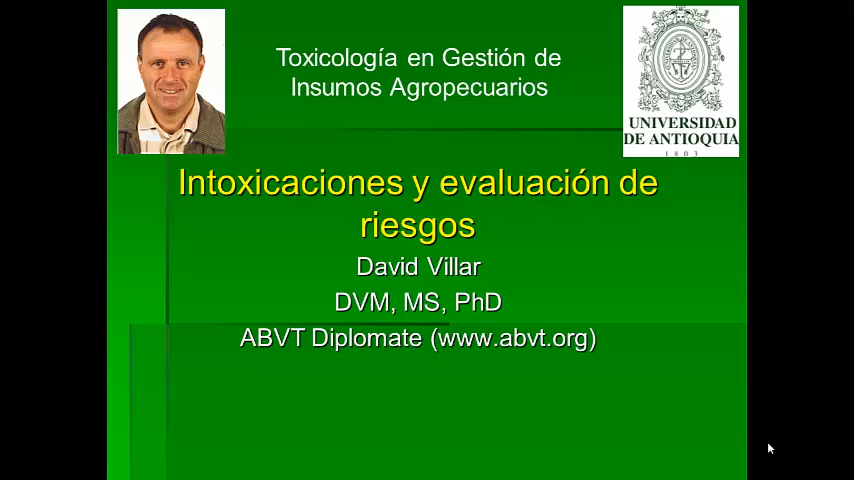 Toxicología en Gestión de
Insumos Agropecuarios
UNIVERSIDAD
DE ANTIOQUIA
1803
Intoxicaciones y evaluación de
riesgos
David Villar
DVM, MS, PhD
ABVT Diplomate (www.abvt.org)